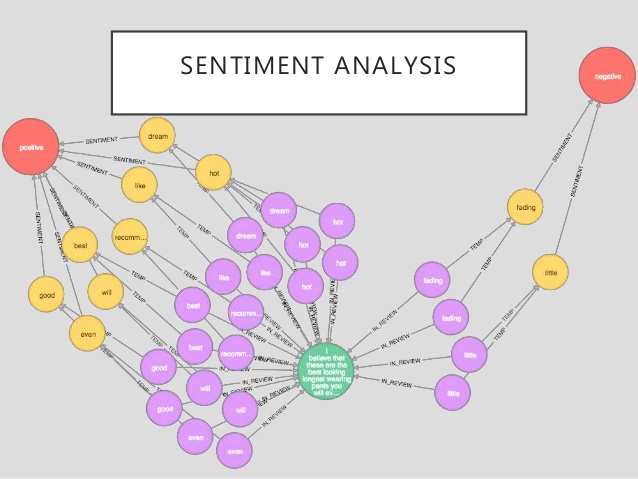 SENTIMENT ANALYSIS
negative
positive
SENTIMENT
dream
SENTIMENT
SENTIMENT
hot
like
SENTIMENT
SENTIMENT
SENTIMENT
SENTIMENT
SENTIMENT
fading
dream
hot
TEMP
recomm...
dream
TEMP
best
hot
TEMP
hot
little
TEMP
TEMP
like
like
fading
good
will
hot
best
recomm...
TEMP
fading
IN_REVIEW
IN_REVIEW
even
best
recomm...
IN_REVIEW
I
believe that
these are the
best looking
longest wearing
pants you
will ev...
little
IN_REVIEW
good
will
IN_REVIEW
IN_REVIEW
little
good
will
IN_REVIEW
even
even